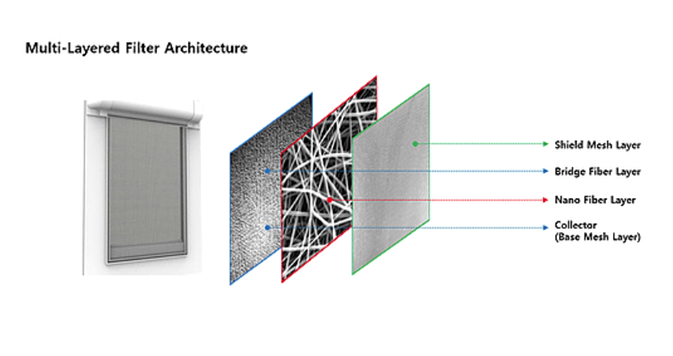 Multi-Layered Filter Architecture
Shield Mesh Layer
Bridge Fiber Layer
Nano Fiber Layer
Collector
(Base Mesh Layer)